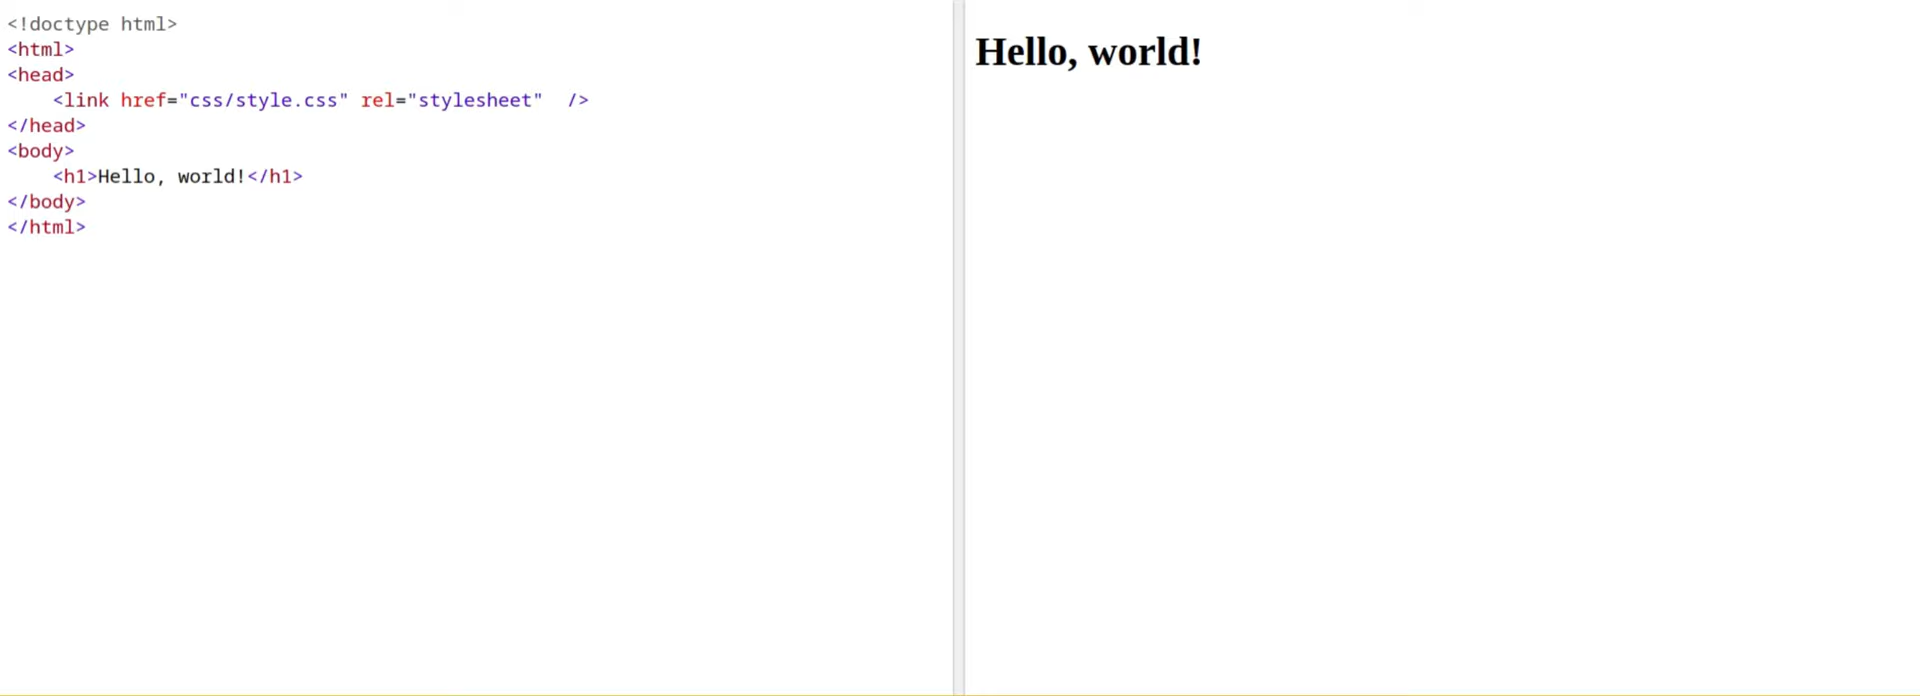 <!doctype html>
<html>
<head>
    <link href="css/style.css" rel="stylesheet"  />
</head>
<body>
    <h1>Hello, world!</h1>
</body>
</html>
Hello, world!